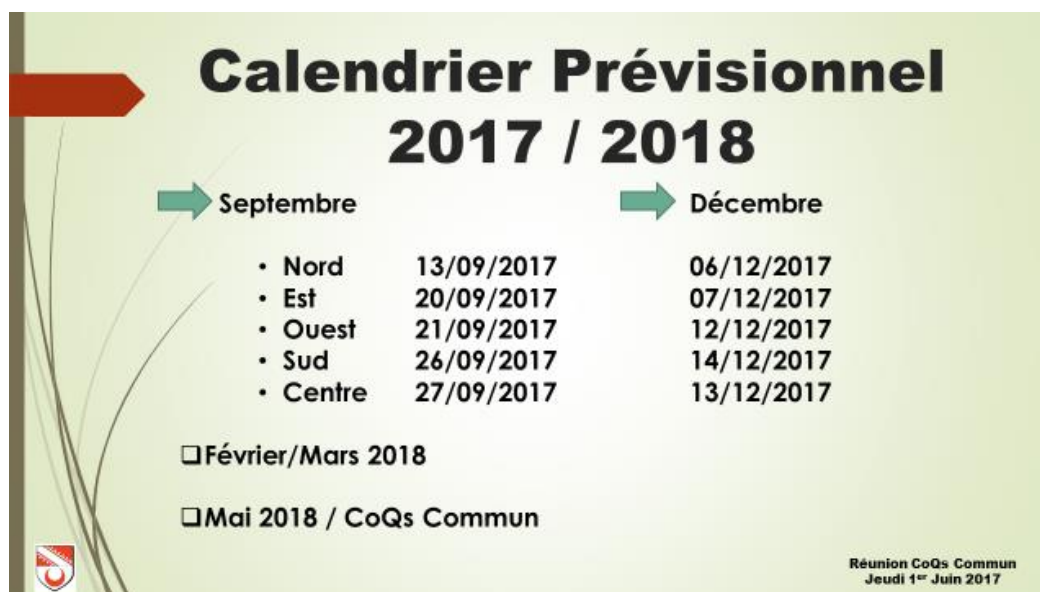 Calendrier Prévisionnel
2017 / 2018
Septembre Décembre
• Nord 13/09/2017 06/12/2017
• Est 20/09/2017 07/12/2017
• Ouest 21/09/2017 12/12/2017
• Sud 26/09/2017 14/12/2017
• Centre 27/09/2017 13/12/2017
❑Février/Mars 2018
❑Mai 2018 / CoQs Commun
Réunion CoQs Commun
Jeudi 1er Juin 2017